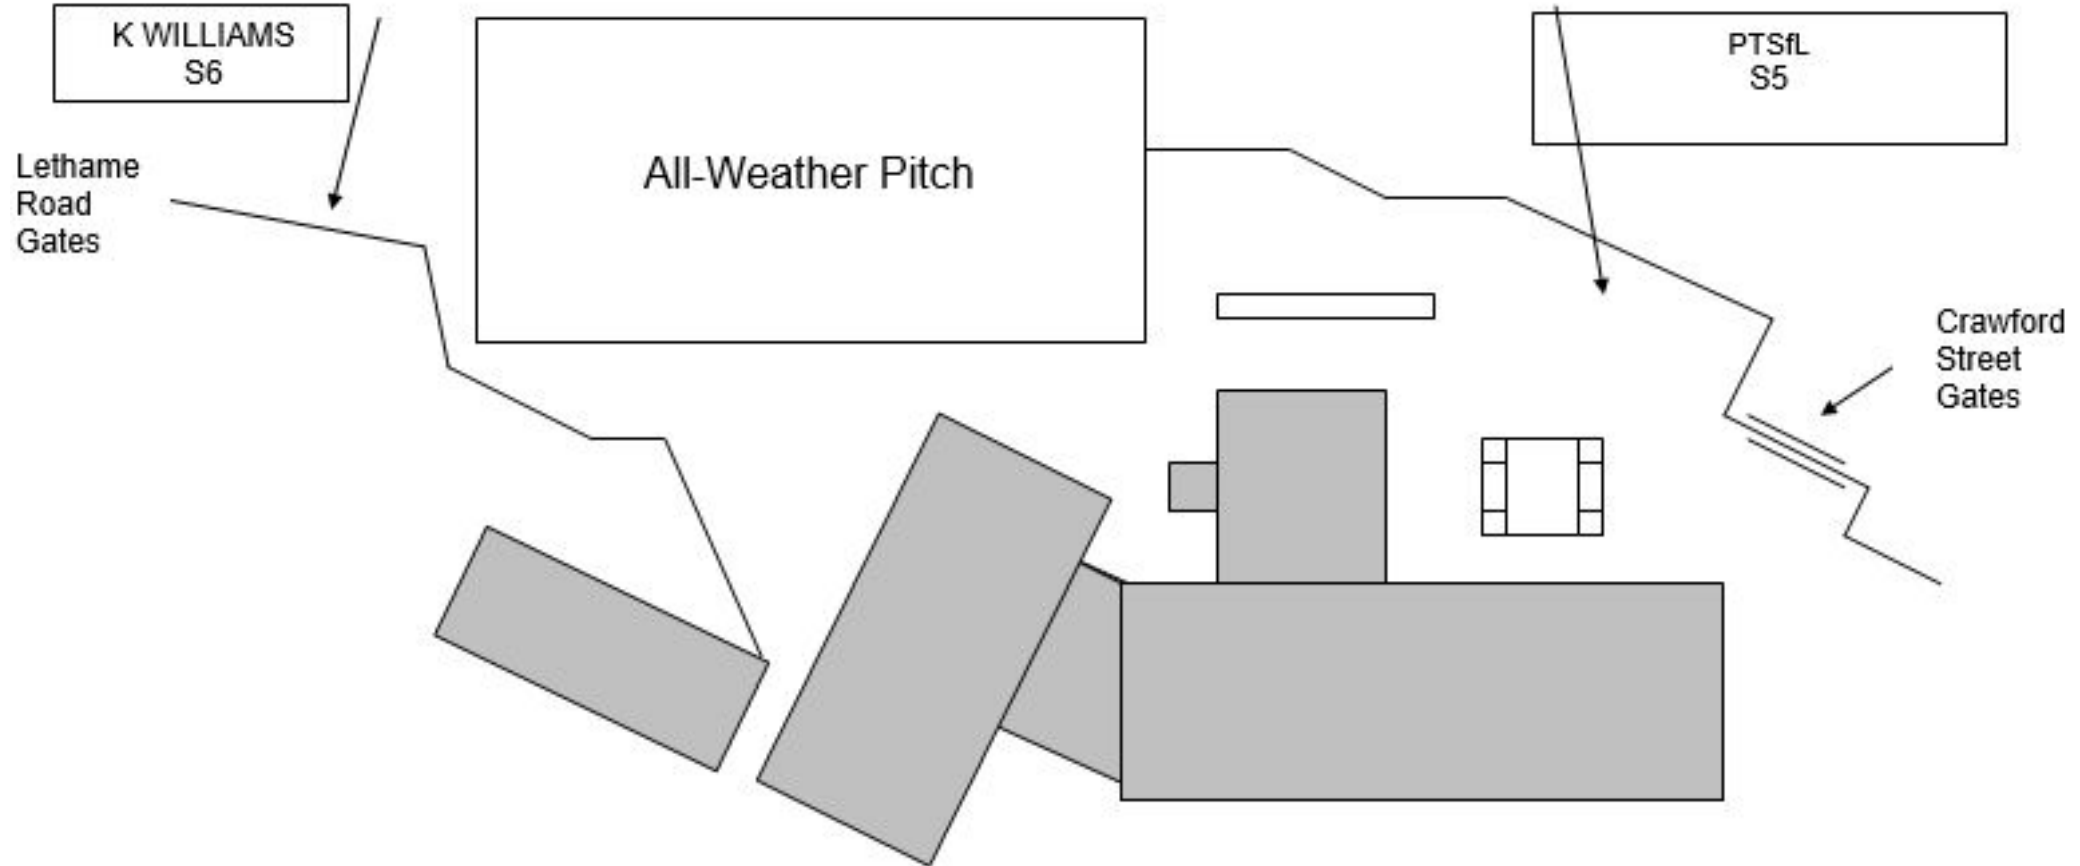 K WILLIAMS
S6
PTSfL
S5
Lethame
Road
Gates
All-Weather Pitch
Crawford
Street
Gates